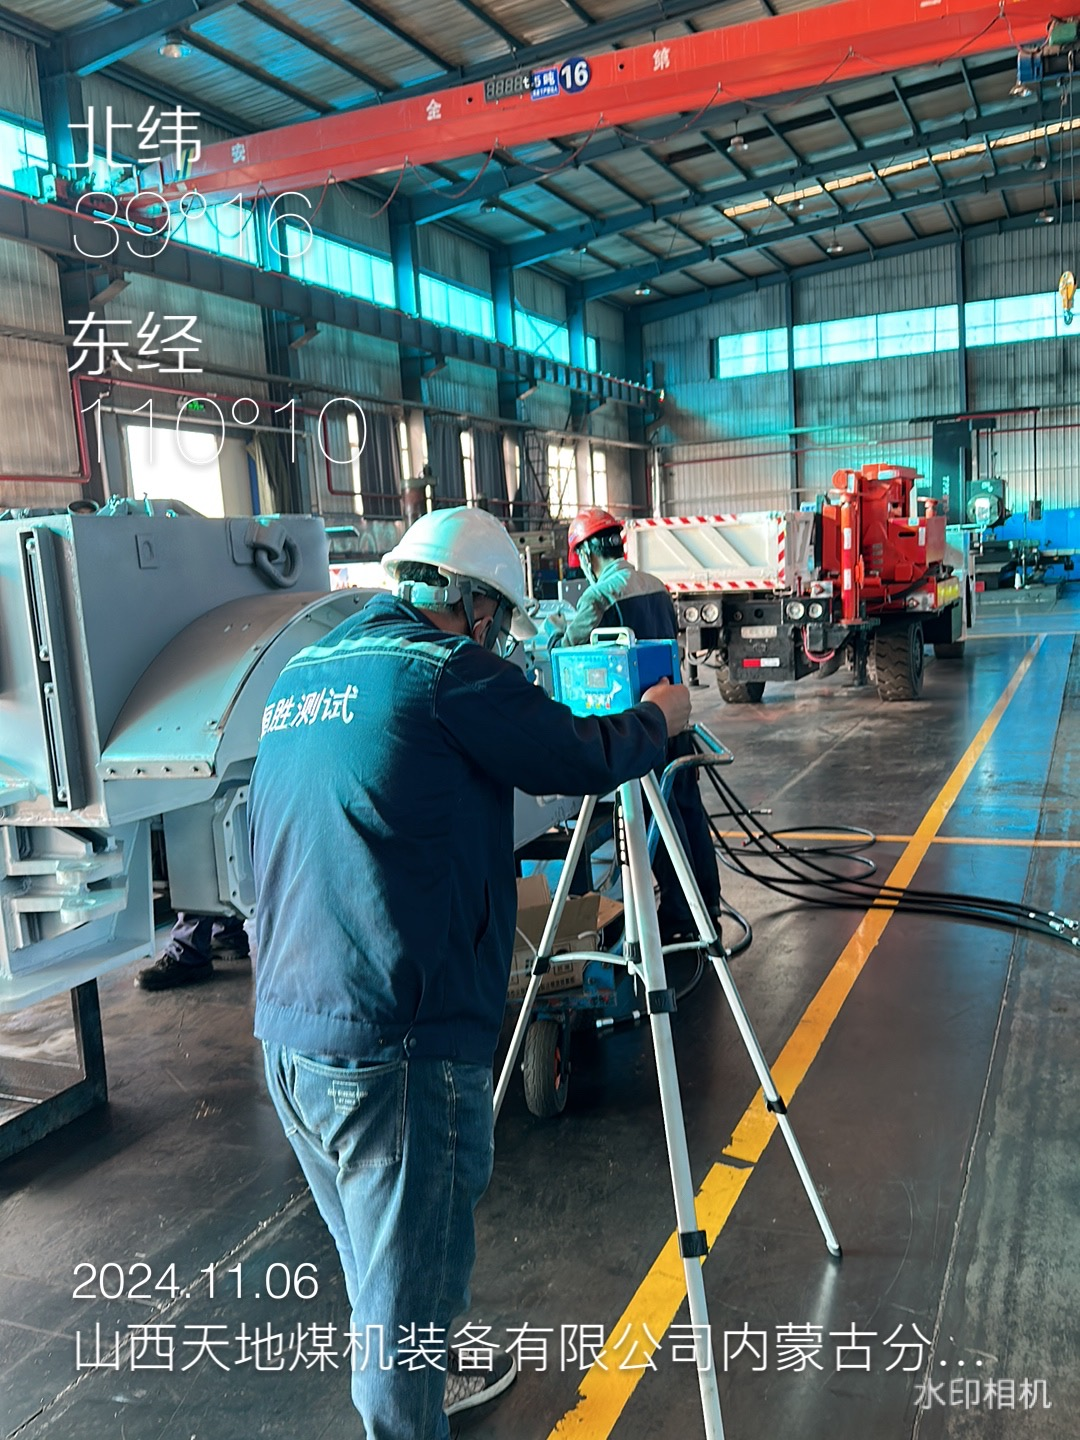 安 全 第
t.5吨 16
北纬
39°16
东经
110°10
恒胜测试
2024.11.06
山西天地煤机装备有限公司内蒙古分...
水印相机